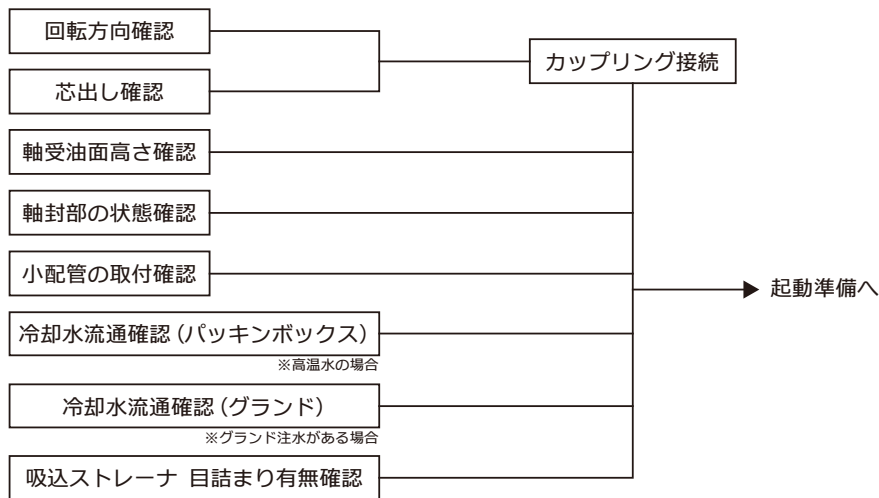 回転方向確認
カップリング接続
芯出し確認
軸受油面高さ確認
軸封部の状態確認
小配管の取付確認
起動準備へ
冷却水流通確認（パッキンボックス）
※高温水の場合
冷却水流通確認（グランド）
※グランド注水がある場合
吸込ストレーナ 目詰まり有無確認